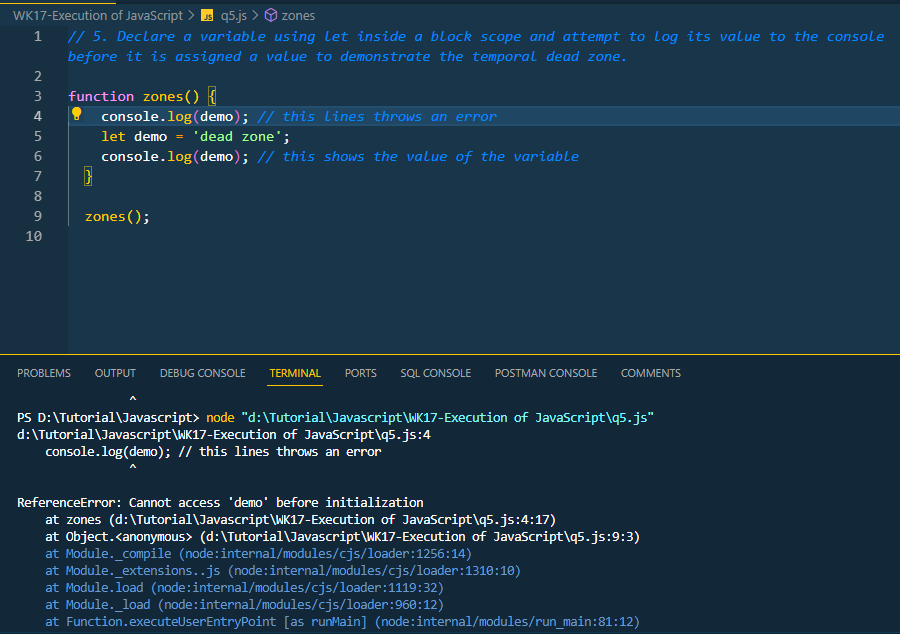 WK17-Execution of JavaScript > JS q5.js > zones
1 // 5. Declare a variable using let inside a block scope and attempt to log its value to the console
before it is assigned a value to demonstrate the temporal dead zone.
2
3 function zones() {
4 console.log(demo); // this lines throws an error
5 let demo = 'dead zone';
6 console.log(demo); // this shows the value of the variable
7 }
8
9 zones();
10
PROBLEMS OUTPUT DEBUG CONSOLE TERMINAL PORTS SQL CONSOLE POSTMAN CONSOLE COMMENTS
^
PS D:\Tutorial\Javascript> node "d:\Tutorial\Javascript\WK17-Execution of JavaScript\q5.js"
d:\Tutorial\Javascript\WK17-Execution of JavaScript\q5.js:4
console.log(demo); // this lines throws an error
^
ReferenceError: Cannot access 'demo' before initialization
at zones (d:\Tutorial\Javascript\WK17-Execution of JavaScript\q5.js:4:17)
at Object.<anonymous> (d:\Tutorial\Javascript\WK17-Execution of JavaScript\q5.js:9:3)
at Module._compile (node:internal/modules/cjs/loader:1256:14)
at Module._extensions..js (node:internal/modules/cjs/loader:1310:10)
at Module.load (node:internal/modules/cjs/loader:1119:32)
at Module._load (node:internal/modules/cjs/loader:960:12)
at Function.executeUserEntryPoint [as runMain] (node:internal/modules/run_main:81:12)